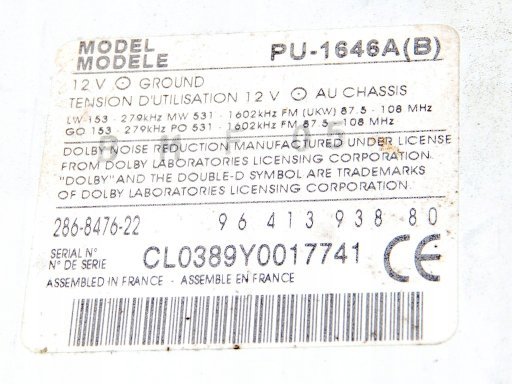 MODEL
MODELE
PU-1646A(B)
12 V ⊙ GROUND
TENSION D'UTILISATION 12 V ⊙ AU CHASSIS
LW 153 - 279kHz MW 531 - 1602kHz FM (UKW) 87.5 - 108 MHz
GO 153 - 279kHz PO 531 - 1602kHz FM 87.5 - 108 MHz
DOLBY NOISE REDUCTION MANUFACTURED UNDER LICENSE
FROM DOLBY LABORATORIES LICENSING CORPORATION.
"DOLBY" AND THE DOUBLE-D SYMBOL ARE TRADEMARKS
OF DOLBY LABORATORIES LICENSING CORPORATION.
286-8476-22
96 413 938 80
SERIAL N°
N° DE SERIE
CL0389Y0017741
CE
ASSEMBLED IN FRANCE - ASSEMBLE EN FRANCE